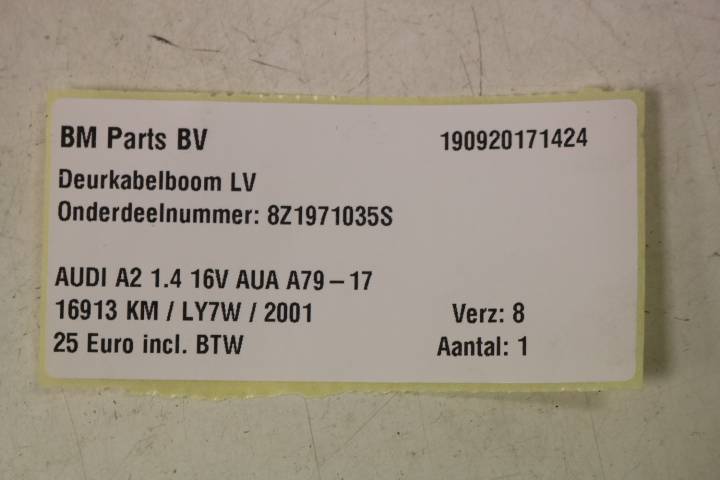 BM Parts BV 190920171424
Deurkabelboom LV
Onderdeelnummer: 8Z1971035S
AUDI A2 1.4 16V AUA A79-17
16913 KM / LY7W / 2001 Verz: 8
25 Euro incl. BTW Aantal: 1